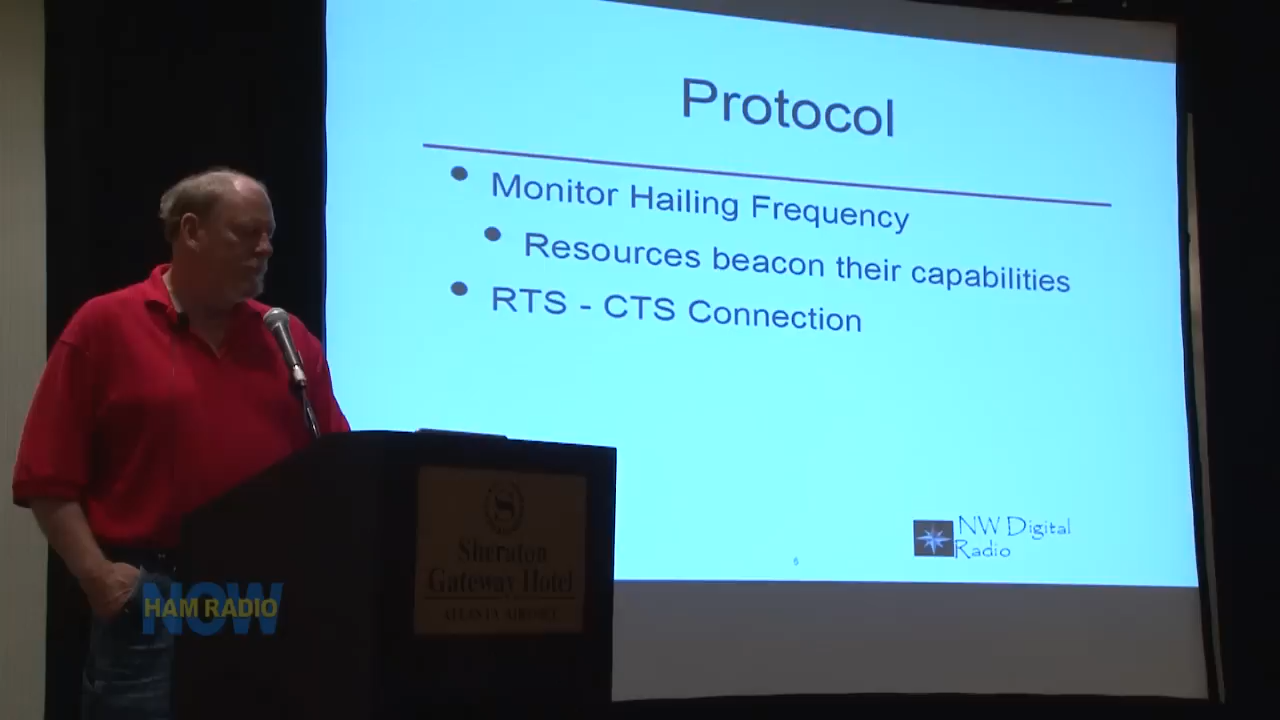 Protocol
Monitor Hailing Frequency
Resources beacon their capabilities
RTS - CTS Connection
NW Digital
Radio
6
Sheraton
Gateway Hotel
HAM RADIO
NOW